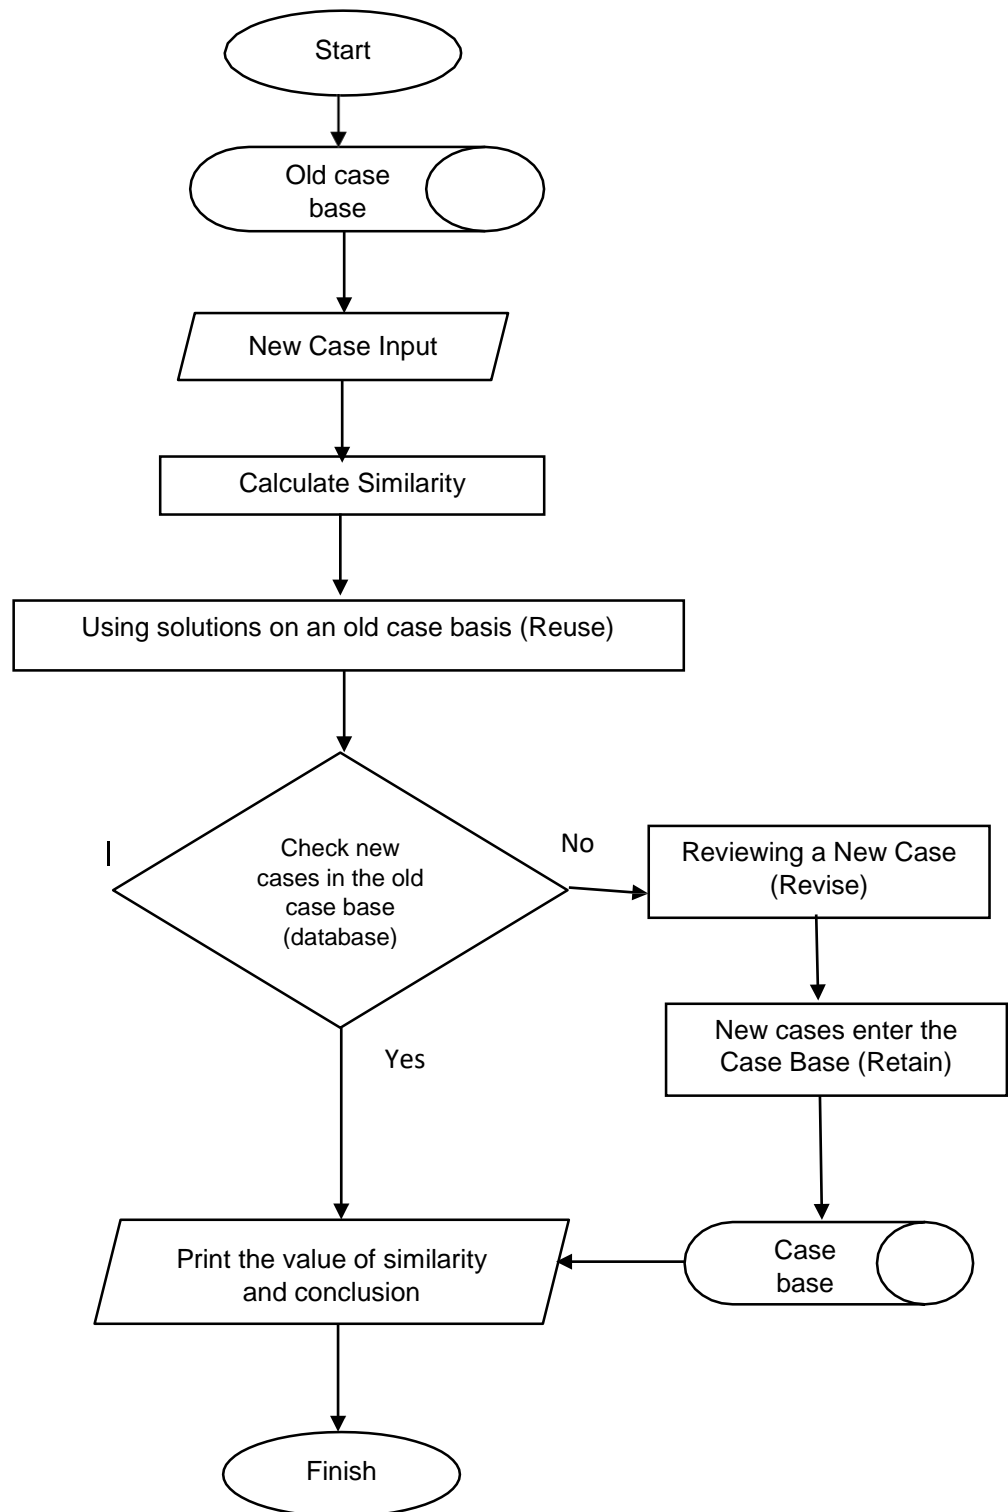 Start
Old case
base
New Case Input
Calculate Similarity
Using solutions on an old case basis (Reuse)
Check new
cases in the old
case base
(database)
No
Reviewing a New Case
(Revise)
New cases enter the
Case Base (Retain)
Yes
Case
base
Print the value of similarity
and conclusion
Finish